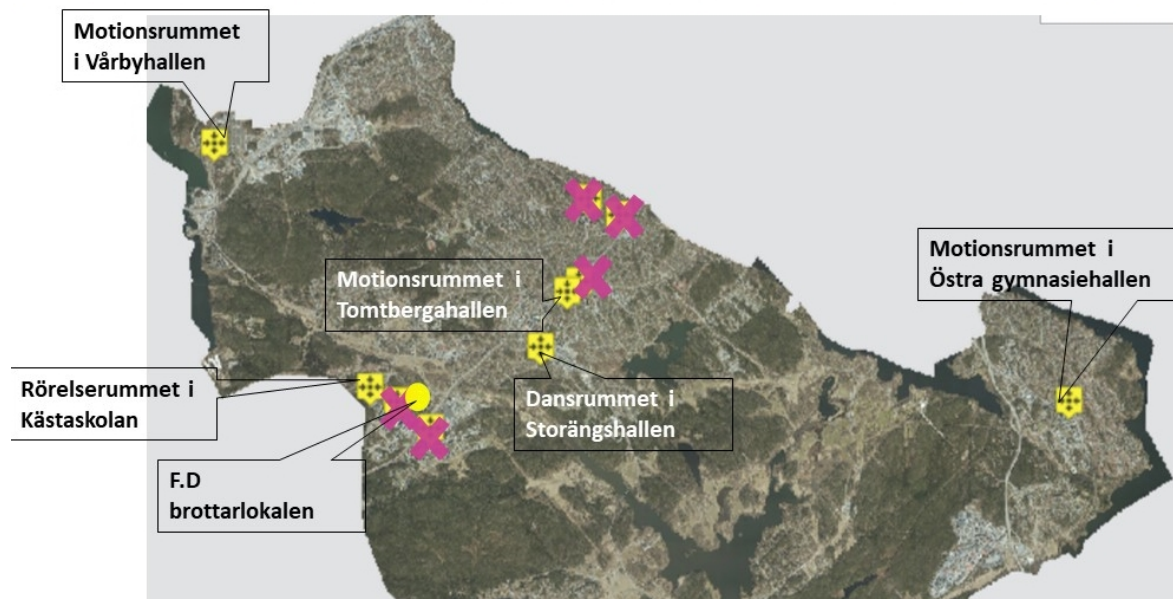 Motionsrummet
i Vårbyhallen
Motionsrummet i
Östra gymnasiehallen
Motionsrummet i
Tomtbergahallen
Rörelserummet i
Kästaskolan
Dansrummet i
Storängshallen
F.D
brottarlokalen